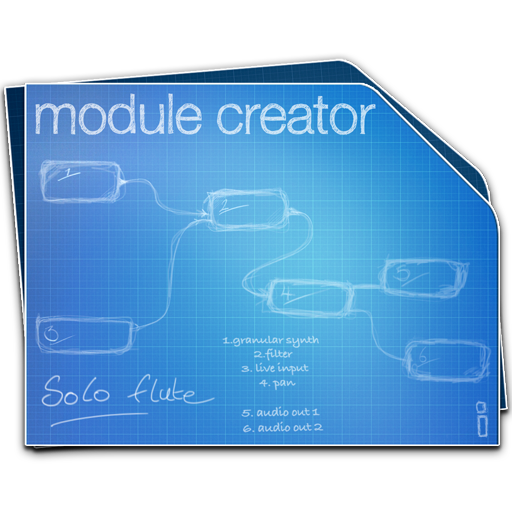 module creator
1
2
3
4
5
6
1.granular synth
2.filter
3. live input
4. pan
5. audio out 1
6. audio out 2
Solo flute